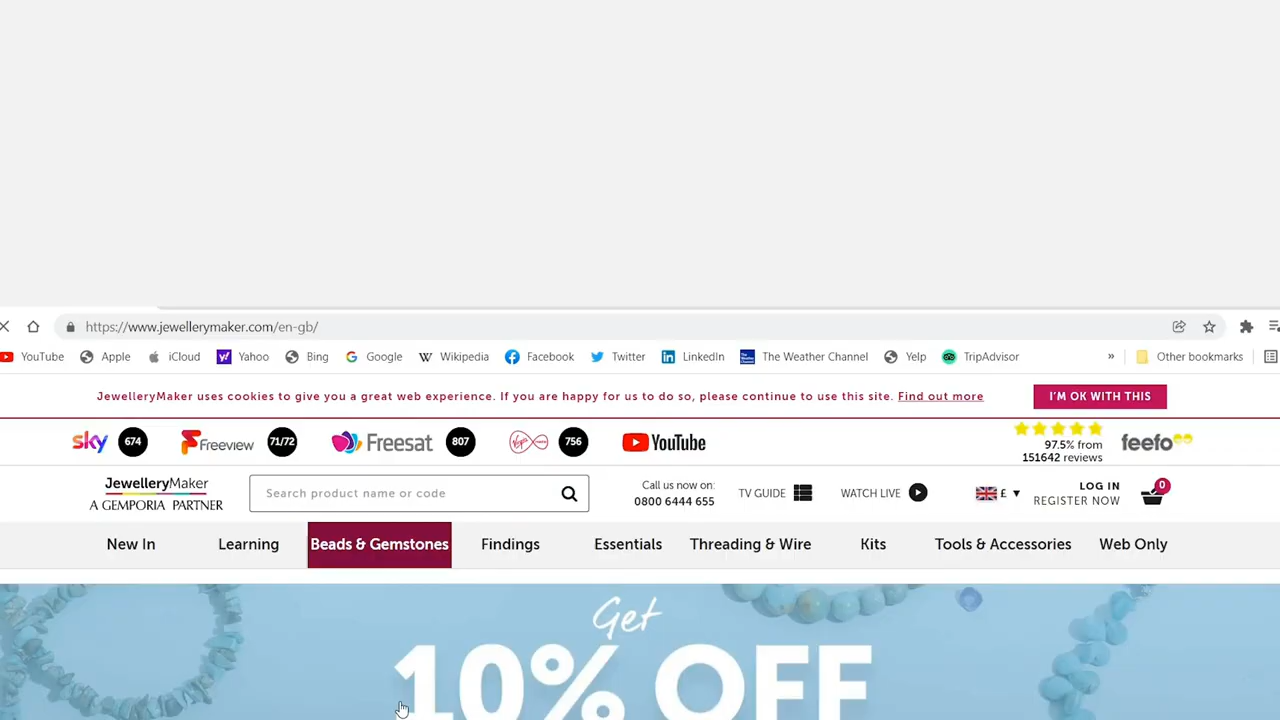 https://www.jewellerymaker.com/en-gb/
YouTube Apple iCloud Yahoo Bing Google Wikipedia Facebook Twitter LinkedIn The Weather Channel Yelp TripAdvisor » Other bookmarks
JewelleryMaker uses cookies to give you a great web experience. If you are happy for us to do so, please continue to use this site. Find out more I'M OK WITH THIS
sky 674 Freeview 71/72 freesat 807 Virgin 756 YouTube
97.5% from
151642 reviews
feefo
JewelleryMaker
A GEMPORIA PARTNER
Search product name or code
Call us now on:
0800 6444 655
TV GUIDE WATCH LIVE £ ▼
LOG IN
REGISTER NOW
0
New In Learning Beads & Gemstones Findings Essentials Threading & Wire Kits Tools & Accessories Web Only
Get
10% OFF